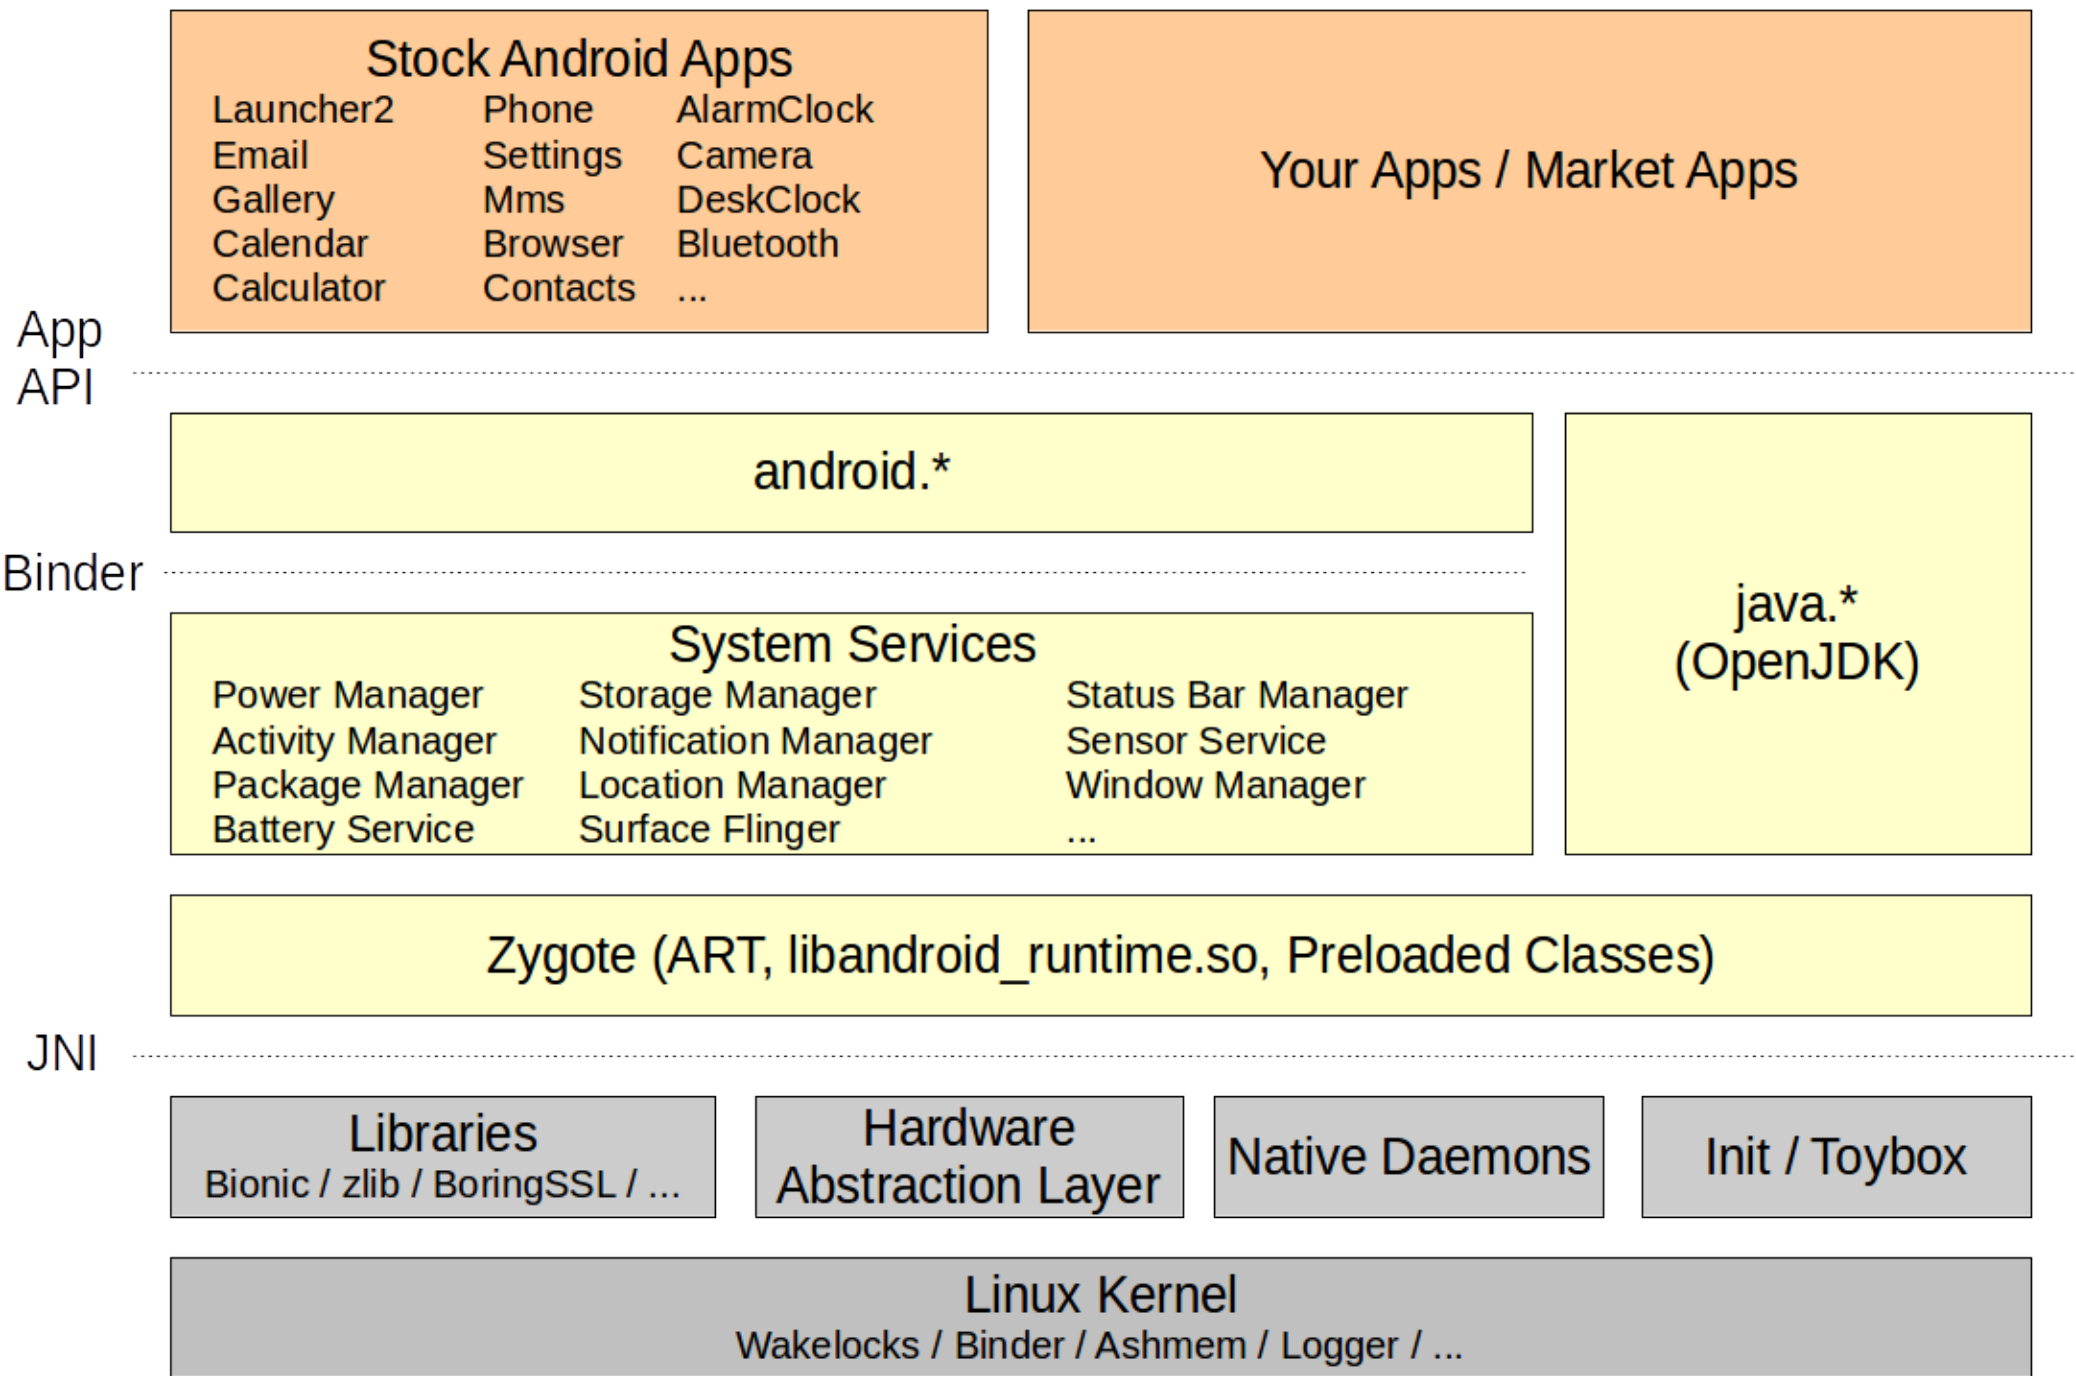 Stock Android Apps
Launcher2 Phone AlarmClock
Email Settings Camera
Gallery Mms DeskClock
Calendar Browser Bluetooth
Calculator Contacts ...
Your Apps / Market Apps
App
API
android.*
java.*
(OpenJDK)
Binder
System Services
Power Manager Storage Manager Status Bar Manager
Activity Manager Notification Manager Sensor Service
Package Manager Location Manager Window Manager
Battery Service Surface Flinger ...
Zygote (ART, libandroid_runtime.so, Preloaded Classes)
JNI
Libraries
Bionic / zlib / BoringSSL / ...
Hardware
Abstraction Layer
Native Daemons
Init / Toybox
Linux Kernel
Wakelocks / Binder / Ashmem / Logger / ...